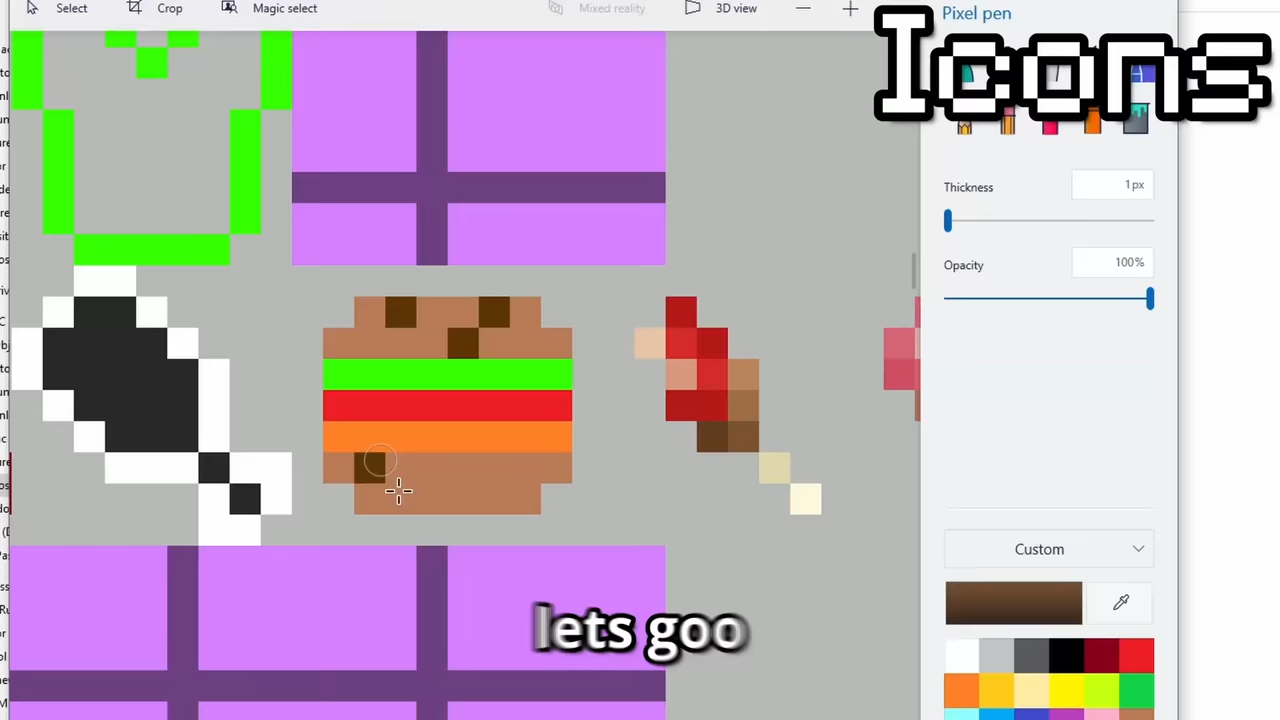 Select
Crop
Magic select
Mixed reality
3D view
Pixel pen
Icons
Thickness
1px
Opacity
100%
Custom
lets goo